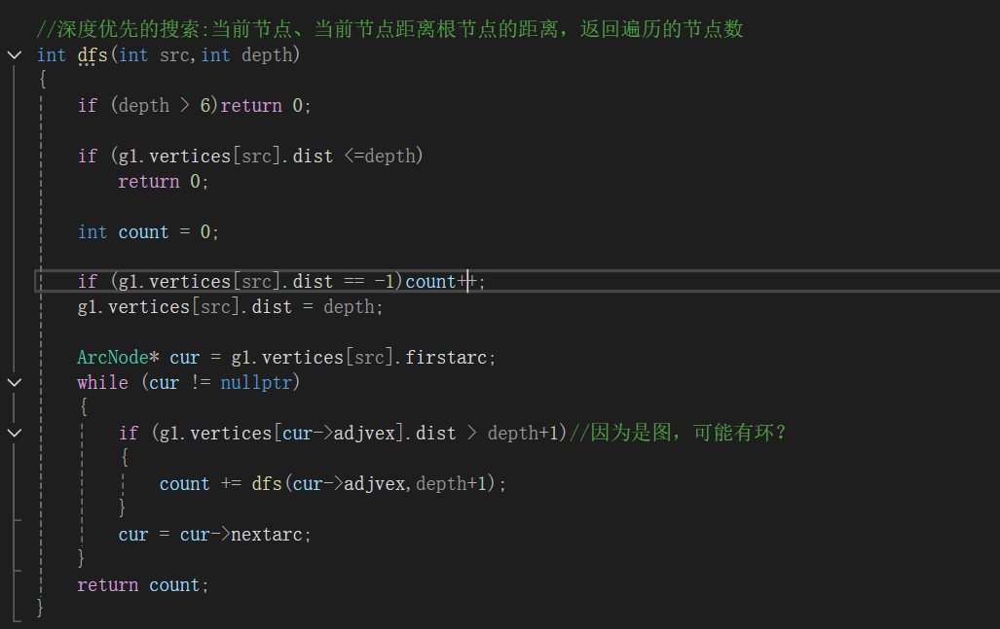 //深度优先的搜索:当前节点、当前节点距离根节点的距离，返回遍历的节点数
int dfs(int src,int depth)
{
if (depth > 6)return 0;
if (g1.vertices[src].dist <=depth)
return 0;
int count = 0;
if (g1.vertices[src].dist == -1)count++;
g1.vertices[src].dist = depth;
ArcNode* cur = g1.vertices[src].firstarc;
while (cur != nullptr)
{
if (g1.vertices[cur->adjvex].dist > depth+1)//因为是图，可能有环?
{
count += dfs(cur->adjvex,depth+1);
}
cur = cur->nextarc;
}
return count;
}